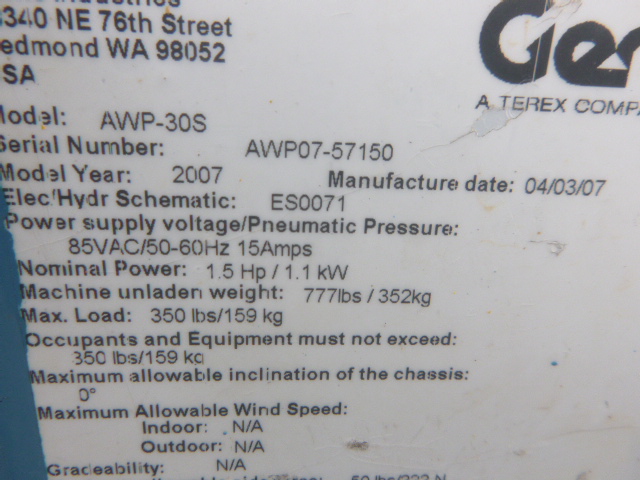 Industries
340 NE 76th Street
edmond WA 98052
SA
Gen
A TEREX COMPA
Model: AWP-30S
Serial Number: AWP07-57150
Model Year: 2007 Manufacture date: 04/03/07
Elec/Hydr Schematic: ES0071
Power supply voltage/Pneumatic Pressure:
85VAC/50-60Hz 15Amps
Nominal Power: 1.5 Hp / 1.1 kW
Machine unladen weight: 777lbs / 352kg
Max. Load: 350 lbs/159 kg
Occupants and Equipment must not exceed:
350 lbs/159 kg
Maximum allowable inclination of the chassis:
0°
Maximum Allowable Wind Speed:
Indoor: N/A
Outdoor: N/A
Gradeability: N/A